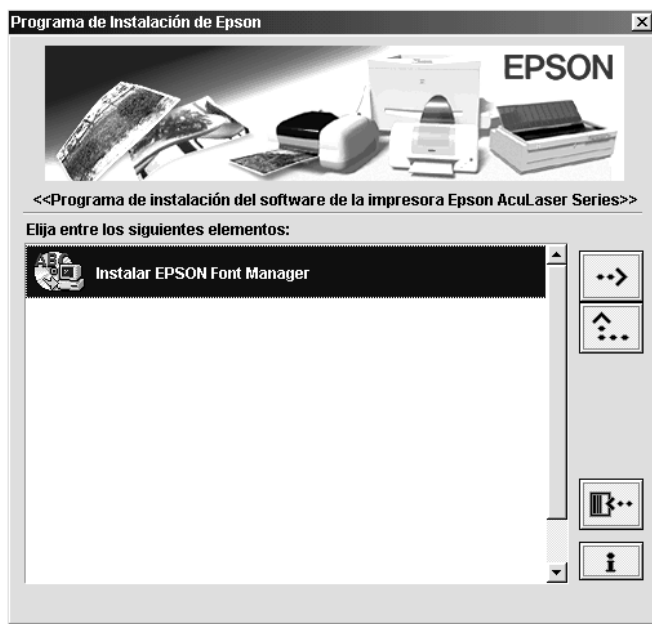 Programa de Instalación de Epson
EPSON
<<Programa de instalación del software de la impresora Epson AcuLaser Series>>
Elija entre los siguientes elementos:
ABC
Instalar EPSON Font Manager
i